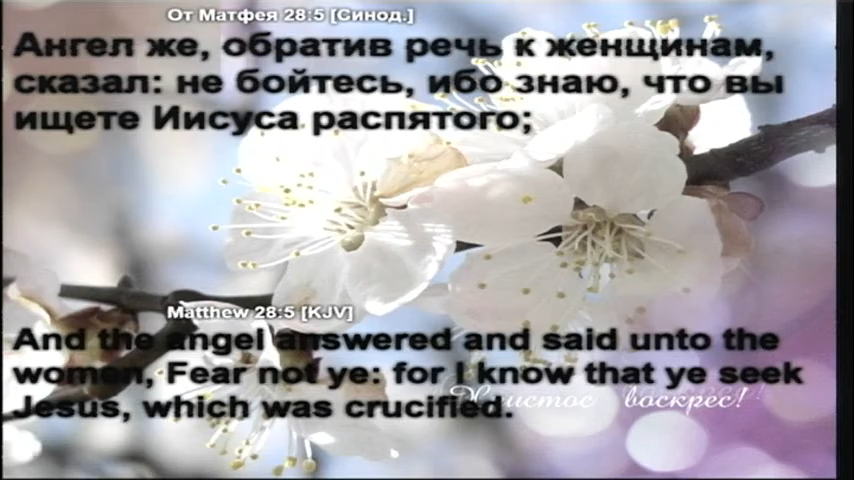 От Матфея 28:5 [Синод.]
Ангел же, обратив речь к женщинам,
сказал: не бойтесь, ибо знаю, что вы
ищете Иисуса распятого;
Matthew 28:5 [KJV]
And the angel answered and said unto the
women, Fear not ye: for I know that ye seek
Jesus, which was crucified.
Христос воскрес!